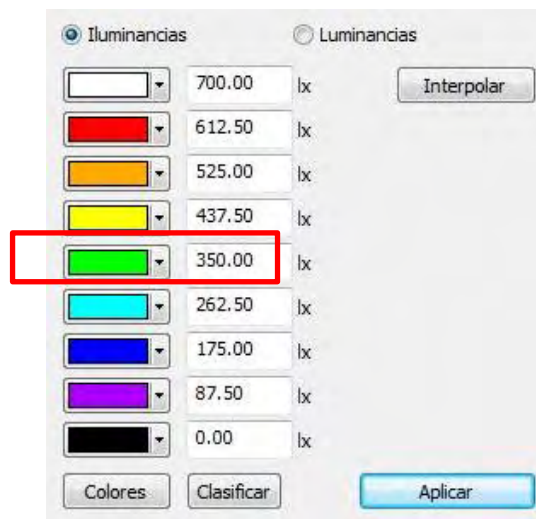 Iluminancias Luminancias
700.00 lx Interpolar
612.50 lx
525.00 lx
437.50 lx
350.00 lx
262.50 lx
175.00 lx
87.50 lx
0.00 lx
Colores Clasificar Aplicar